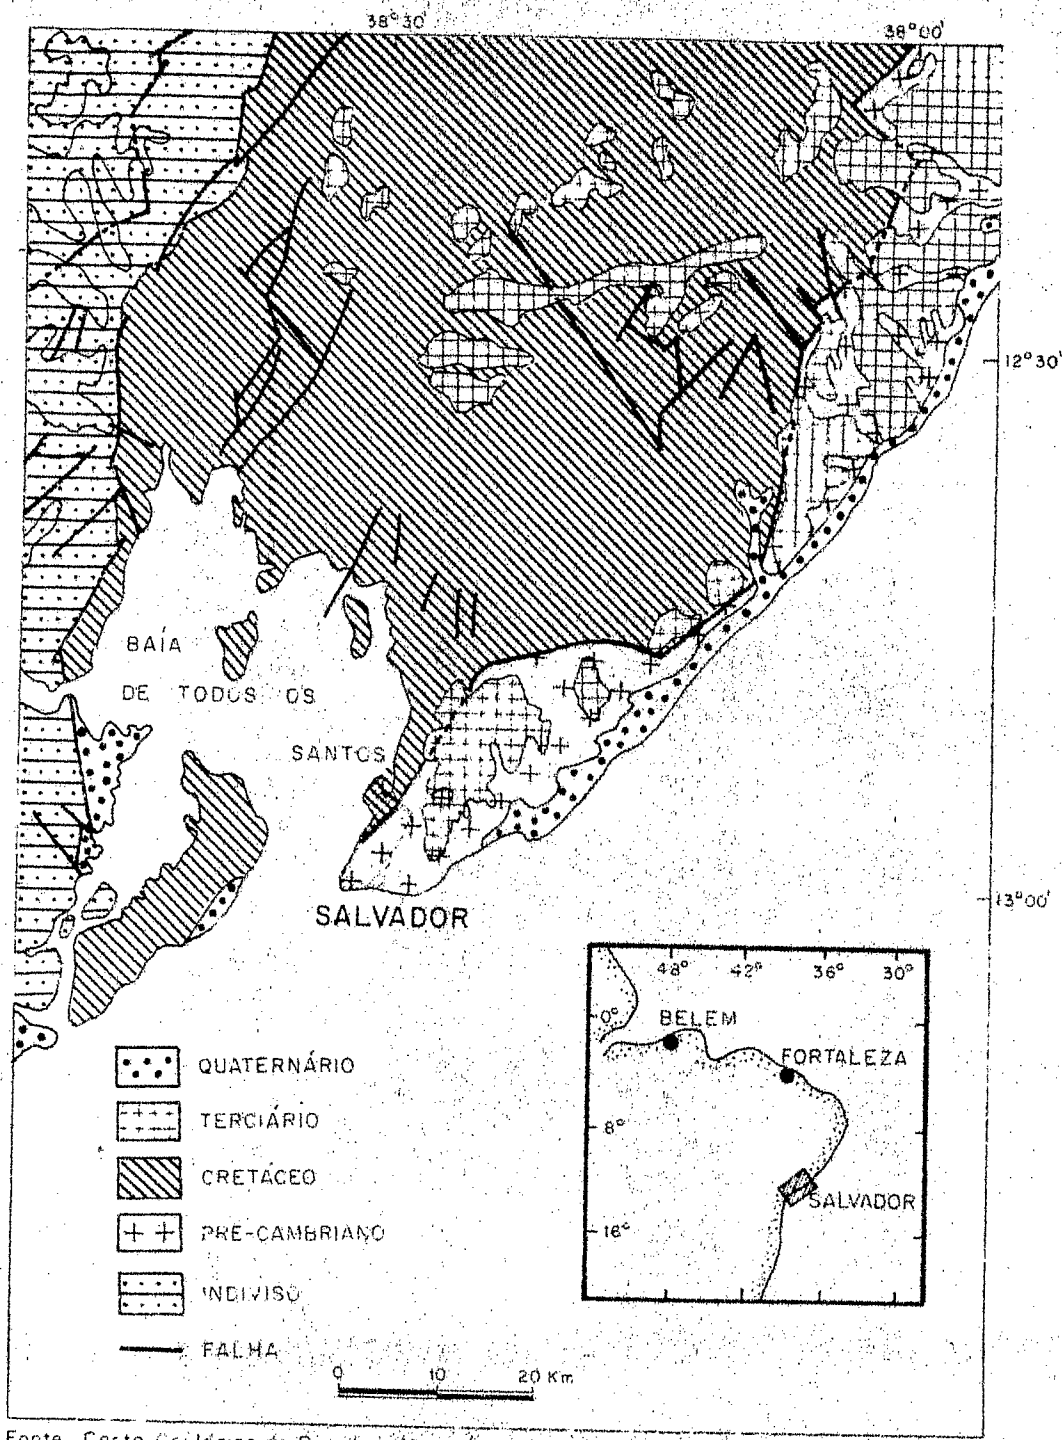 38°30'
38°00'
12°30'
BAÍA
DE TODOS OS
SANTOS
SALVADOR
13°00'
48° 42° 36° 30°
0°
BELEM
FORTALEZA
8°
SALVADOR
16°
QUATERNÁRIO
TERCIÁRIO
CRETÁCEO
PRÉ-CAMBRIANO
INDIVISO
FALHA
0 10 20 Km
Fonte